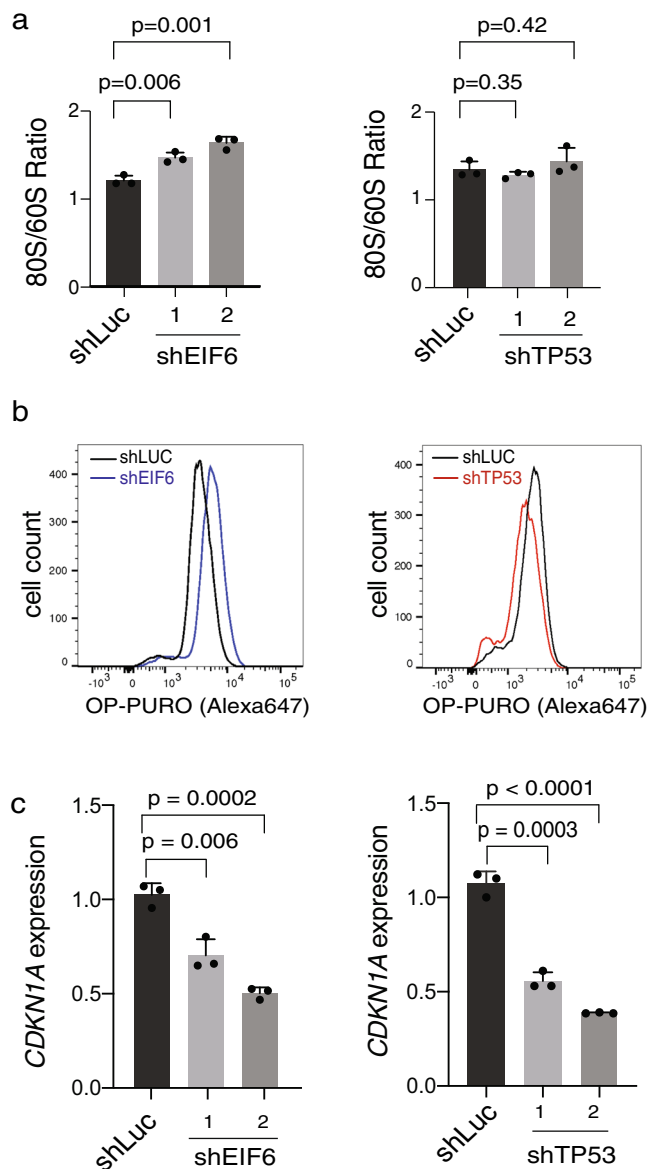 a
p=0.001
p=0.006
80S/60S Ratio
2
1
0
shLuc
1
2
shEIF6
p=0.42
p=0.35
80S/60S Ratio
2
1
0
shLuc
1
2
shTP53
b
shLUC
shEIF6
cell count
400
300
200
100
0
-10³ 0 10³ 10⁴ 10⁵
OP-PURO (Alexa647)
shLUC
shTP53
cell count
400
300
200
100
0
-10³ 0 10³ 10⁴ 10⁵
OP-PURO (Alexa647)
c
p = 0.0002
p = 0.006
CDKN1A expression
1.5
1.0
0.5
0.0
shLuc
1
2
shEIF6
p < 0.0001
p = 0.0003
CDKN1A expression
1.5
1.0
0.5
0.0
shLuc
1
2
shTP53